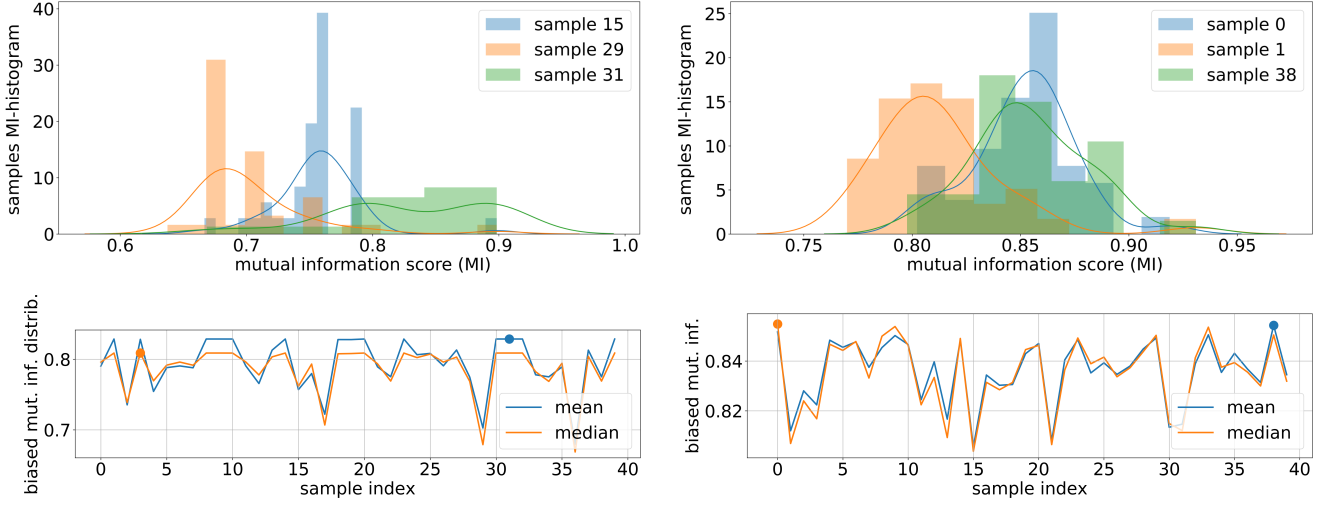 samples MI-histogram
40
30
20
10
0
0.6 0.7 0.8 0.9 1.0
mutual information score (MI)
sample 15
sample 29
sample 31
samples MI-histogram
25
20
15
10
5
0
0.75 0.80 0.85 0.90 0.95
mutual information score (MI)
sample 0
sample 1
sample 38
biased mut. inf. distrib.
0.8
0.7
0 5 10 15 20 25 30 35 40
sample index
mean
median
biased mut. inf.
0.84
0.82
0 5 10 15 20 25 30 35 40
sample index
mean
median